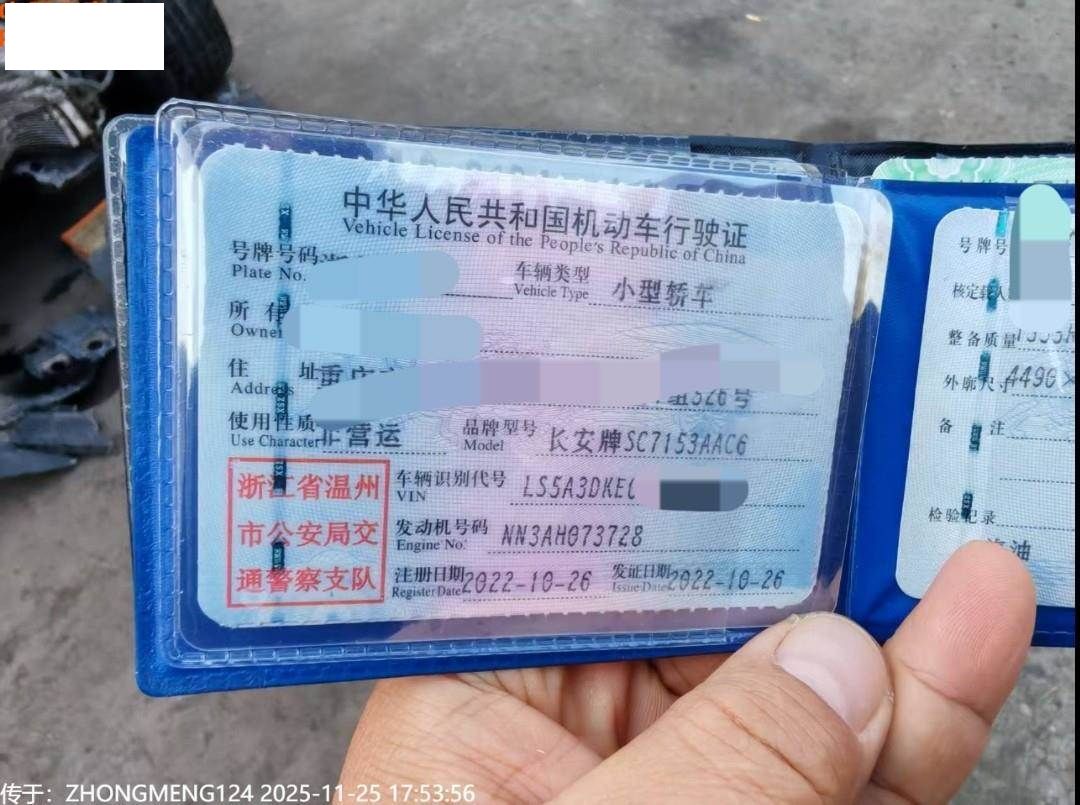 中华人民共和国机动车行驶证
Vehicle License of the People's Republic of China
号牌号码
Plate No.
车辆类型 小型轿车
Vehicle Type
所有
Owner
住 址 重庆
Address
组526号
使用性质 非营运
Use Character
品牌型号 长安牌SC7153AAC6
Model
浙江省温州
市公安局交
通警察支队
车辆识别代号 LS5A3DKE
VIN
发动机号码 NN3AH073728
Engine No.
注册日期 2022-10-26
Register Date
发证日期 2022-10-26
Issue Date
号牌号
核定载人
整备质量
外廓尺寸 4490×
备 注
检验记录
汽油
传于：ZHONGMENG124 2025-11-25 17:53:56